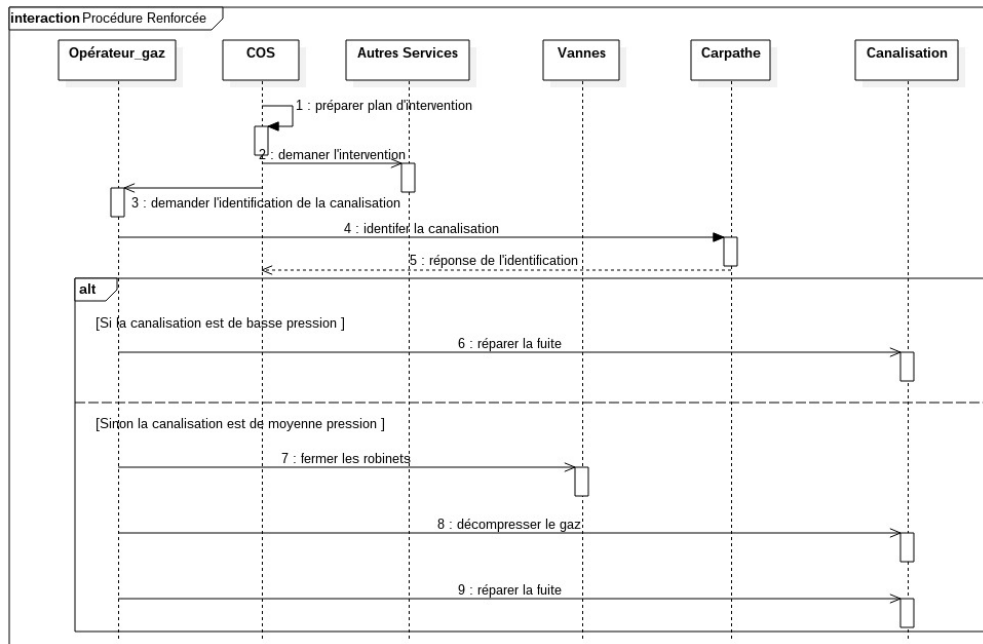 interaction Procédure Renforcée
Opérateur_gaz
COS
Autres Services
Vannes
Carpathe
Canalisation
1 : préparer plan d'intervention
2 : demaner l'intervention
3 : demander l'identification de la canalisation
4 : identifer la canalisation
5 : réponse de l'identification
alt
[Si la canalisation est de basse pression ]
6 : réparer la fuite
[Sinon la canalisation est de moyenne pression ]
7 : fermer les robinets
8 : décompresser le gaz
9 : réparer la fuite